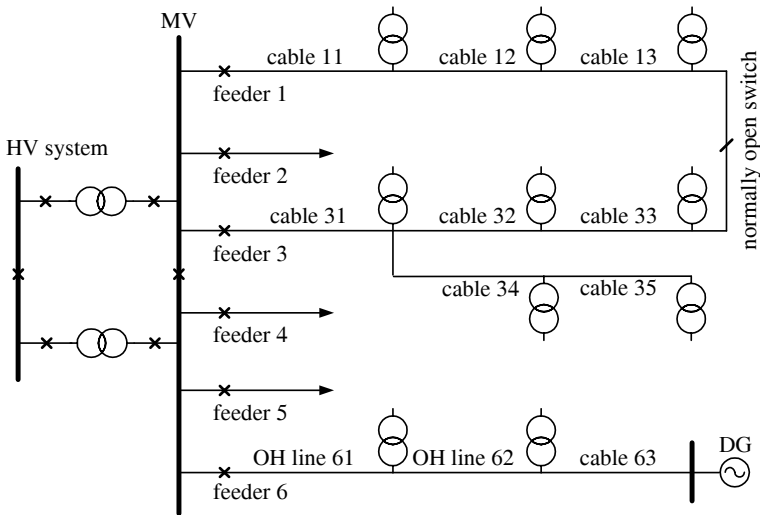 MV
cable 11
cable 12
cable 13
feeder 1
normally open switch
HV system
feeder 2
cable 31
cable 32
cable 33
feeder 3
cable 34
cable 35
feeder 4
feeder 5
DG
OH line 61
OH line 62
cable 63
feeder 6